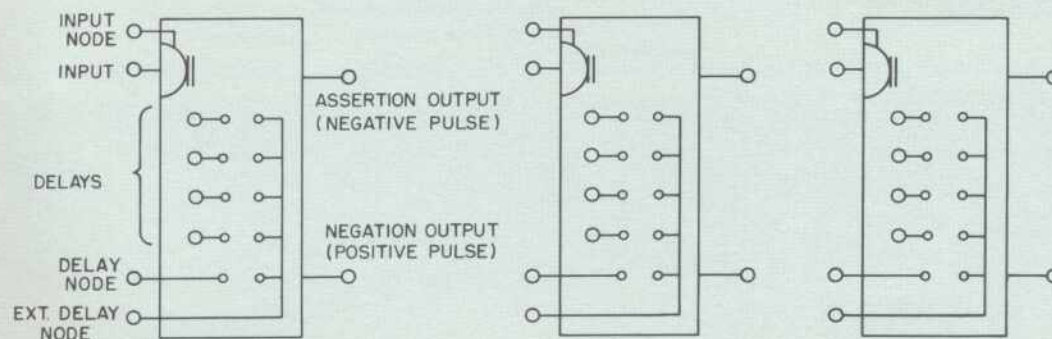 INPUT
NODE
INPUT
ASSERTION OUTPUT
(NEGATIVE PULSE)
DELAYS
NEGATION OUTPUT
(POSITIVE PULSE)
DELAY
NODE
EXT. DELAY
NODE